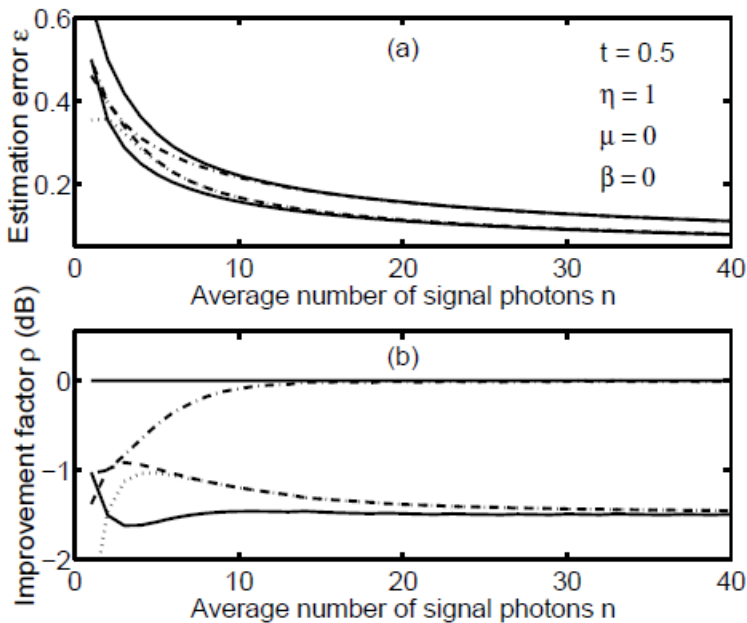 0.6
(a)
t = 0.5
η = 1
μ = 0
β = 0
0.4
0.2
Estimation error ε
0
10
20
30
40
Average number of signal photons n
(b)
0
−1
−2
Improvement factor ρ (dB)
0
10
20
30
40
Average number of signal photons n